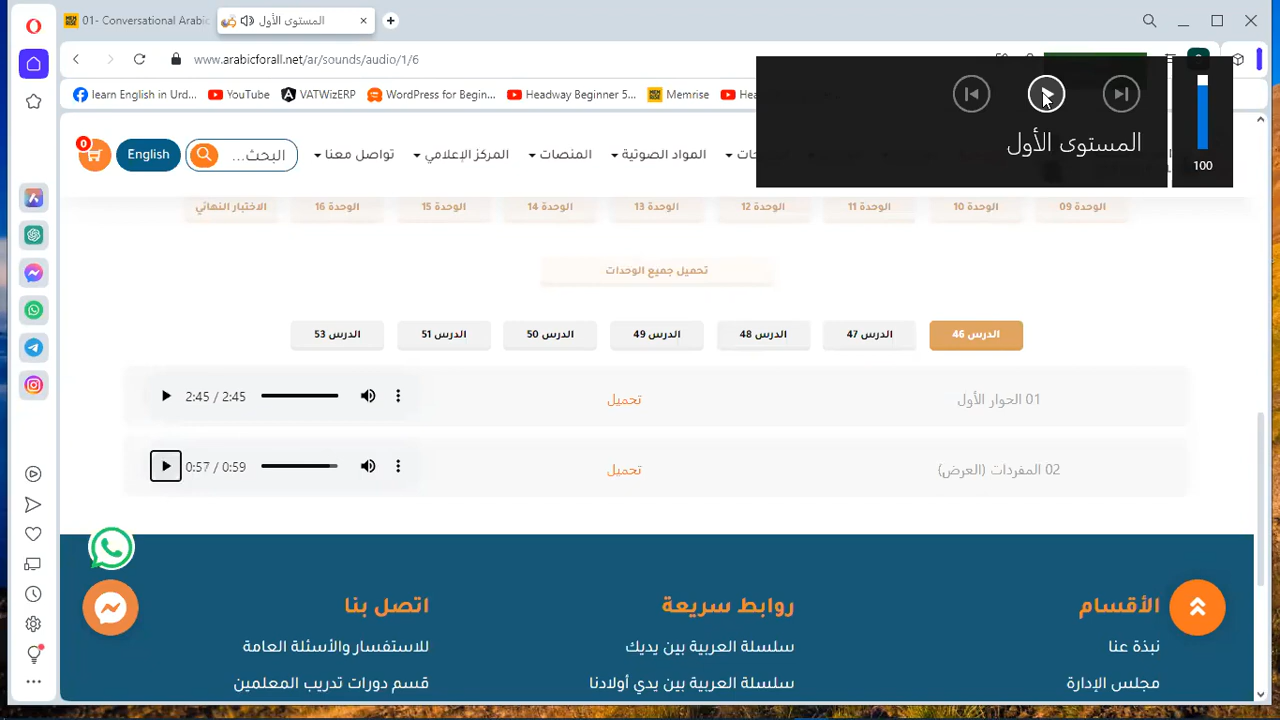 01- Conversational Arabic
المستوى الأول
www.arabicforall.net/ar/sounds/audio/1/6
learn English in Urd...
YouTube
VATWizERP
WordPress for Begin...
Headway Beginner 5...
Memrise
المستوى الأول
100
0
English
البحث...
تواصل معنا
المركز الإعلامي
المنصات
المواد الصوتية
الوحدة 09
الوحدة 10
الوحدة 11
الوحدة 12
الوحدة 13
الوحدة 14
الوحدة 15
الوحدة 16
الاختبار النهائي
تحميل جميع الوحدات
الدرس 46
الدرس 47
الدرس 48
الدرس 49
الدرس 50
الدرس 51
الدرس 53
01 الحوار الأول
تحميل
2:45 / 2:45
02 المفردات (العرض)
تحميل
0:57 / 0:59
الأقسام
روابط سريعة
اتصل بنا
نبذة عنا
سلسلة العربية بين يديك
للاستفسار والأسئلة العامة
مجلس الإدارة
سلسلة العربية بين يدي أولادنا
قسم دورات تدريب المعلمين